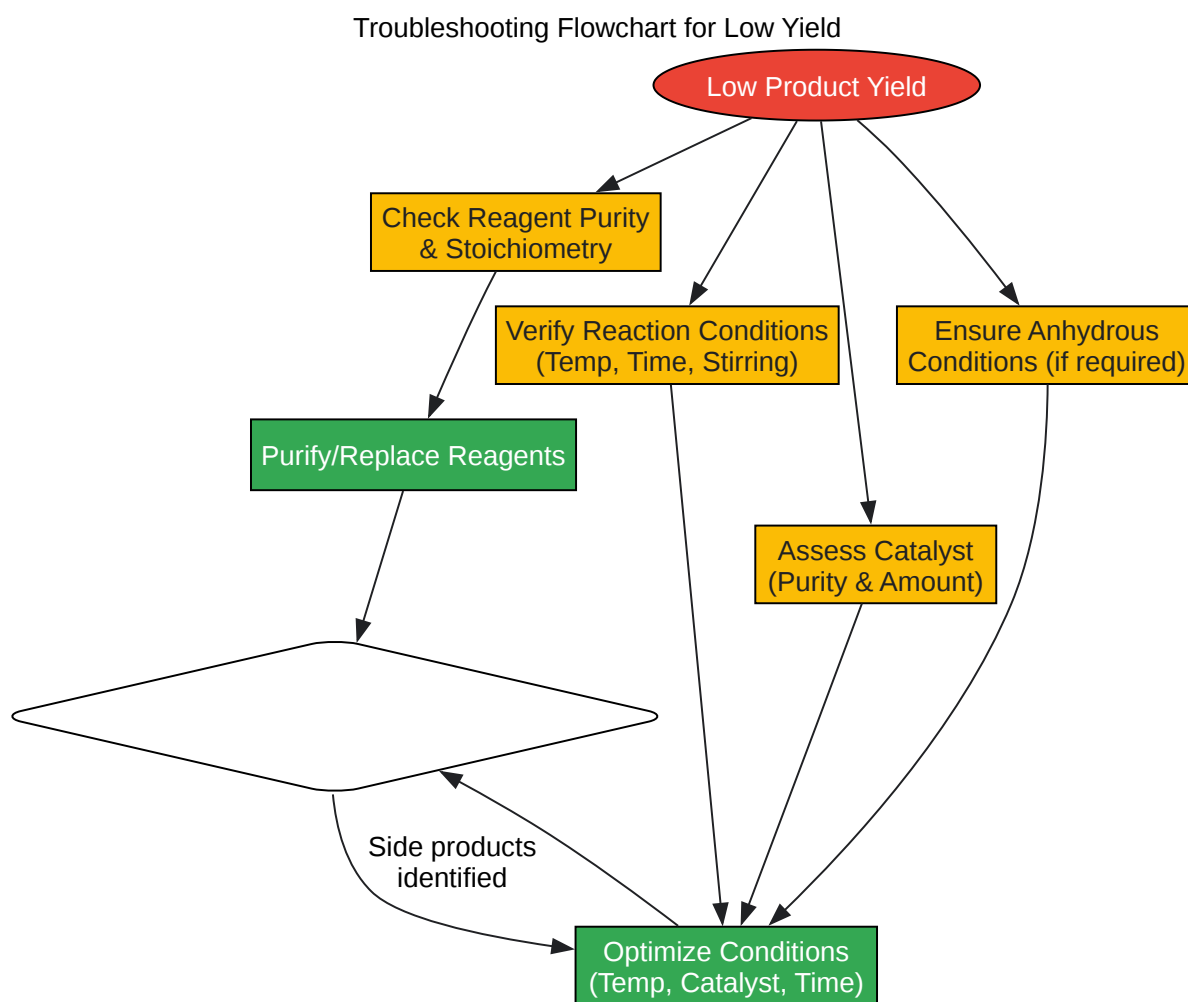 Troubleshooting Flowchart for Low Yield
Low Product Yield
Check Reagent Purity
& Stoichiometry
Verify Reaction Conditions
(Temp, Time, Stirring)
Ensure Anhydrous
Conditions (if required)
Purify/Replace Reagents
Assess Catalyst
(Purity & Amount)
Side products
identified
Optimize Conditions
(Temp, Catalyst, Time)